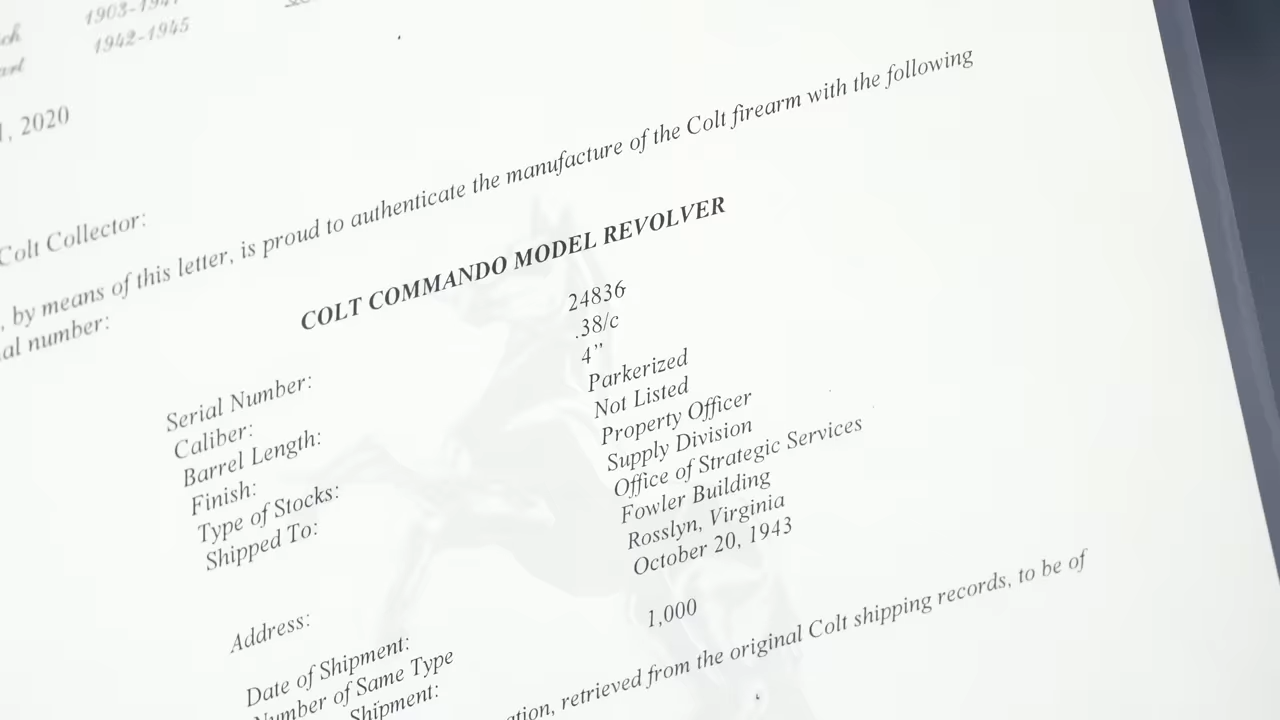 1942-1945
1, 2020
Colt Collector:
, by means of this letter, is proud to authenticate the manufacture of the Colt firearm with the following
number:
COLT COMMANDO MODEL REVOLVER
Serial Number: 24836
Caliber: .38/c
Barrel Length: 4”
Finish: Parkerized
Type of Stocks: Not Listed
Shipped To: Property Officer
Supply Division
Office of Strategic Services
Address: Fowler Building
Rosslyn, Virginia
Date of Shipment: October 20, 1943
Number of Same Type
Shipment: 1,000
retrieved from the original Colt shipping records, to be of